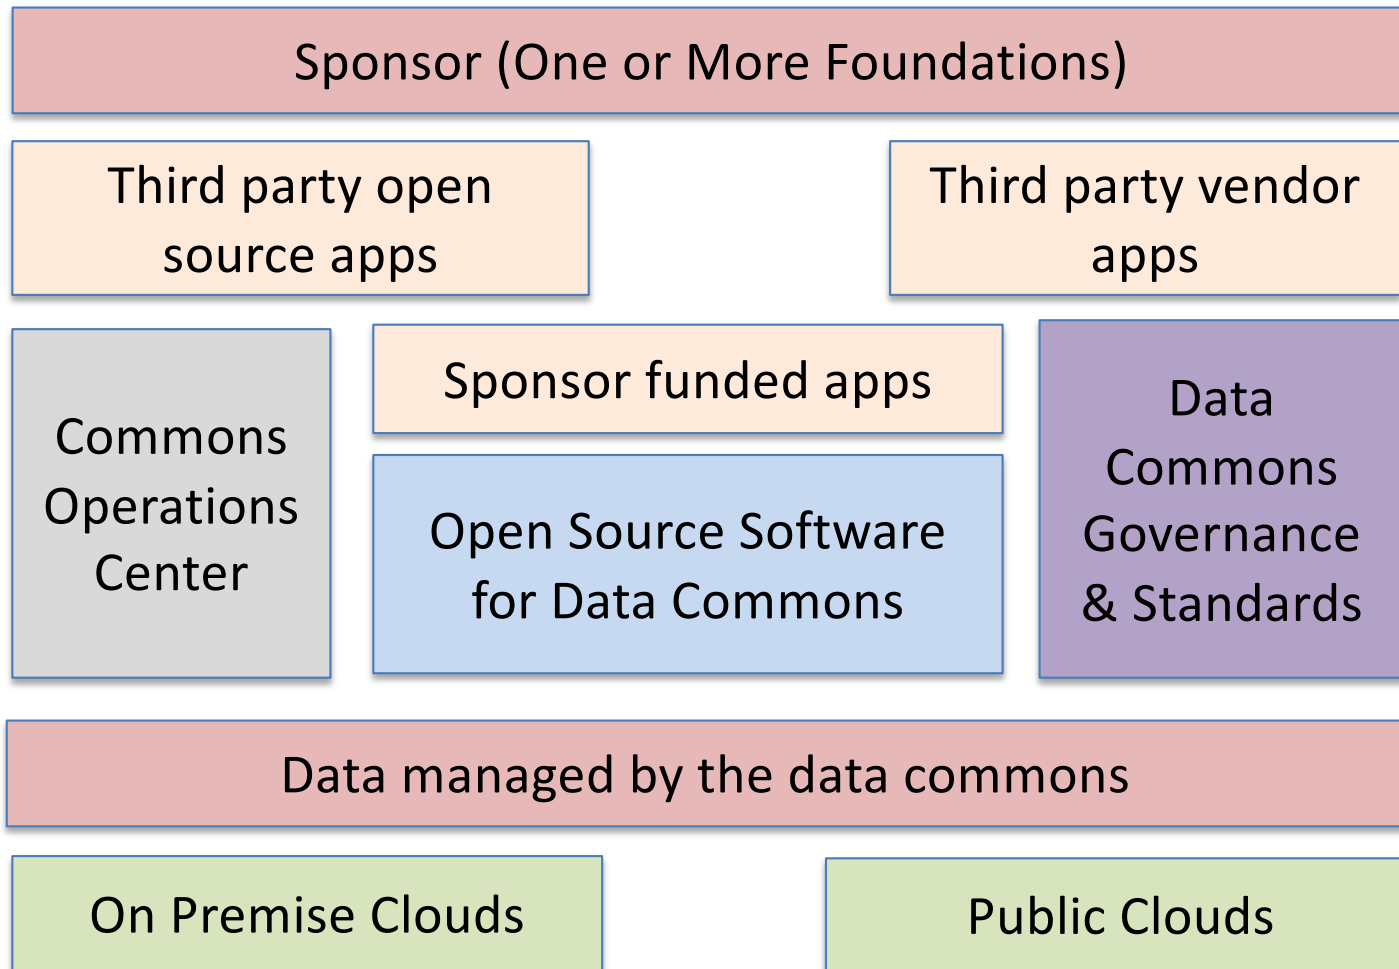 Sponsor (One or More Foundations)
Third party open
source apps
Third party vendor
apps
Commons
Operations
Center
Sponsor funded apps
Open Source Software
for Data Commons
Data
Commons
Governance
& Standards
Data managed by the data commons
On Premise Clouds
Public Clouds